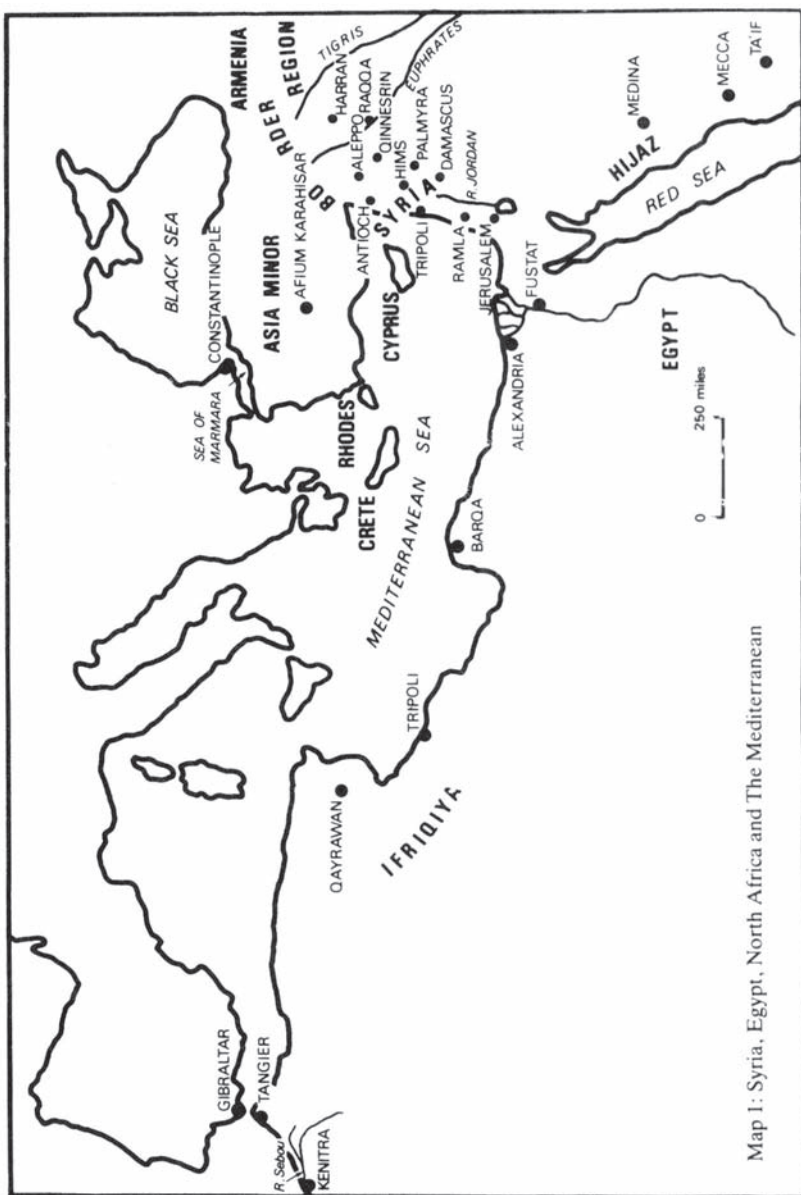 BLACK SEA
ARMENIA
BORDER REGION
TIGRIS
EUPHRATES
CONSTANTINOPLE
SEA OF
MARMARA
ASIA MINOR
AFIUM KARAHISAR
HARRAN
RAQQA
ALEPPO
QINNESRIN
ANTIOCH
HIMS
PALMYRA
SYRIA
DAMASCUS
TRIPOLI
R. JORDAN
RAMLA
JERUSALEM
CYPRUS
RHODES
CRETE
MEDITERRANEAN SEA
GIBRALTAR
TANGIER
R. Sebou
KENITRA
QAYRAWAN
IFRIQIYA
TRIPOLI
BARQA
ALEXANDRIA
FUSTAT
EGYPT
RED SEA
HIJAZ
MEDINA
MECCA
TA'IF
0 250 miles
Map 1: Syria, Egypt, North Africa and The Mediterranean